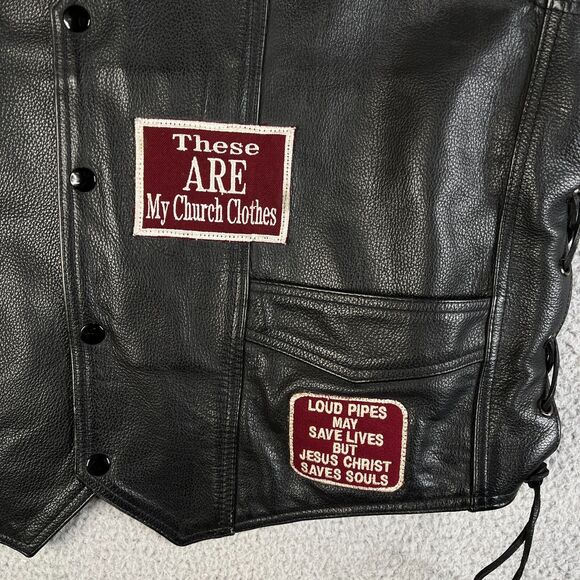 These
ARE
My Church Clothes
LOUD PIPES
MAY
SAVE LIVES
BUT
JESUS CHRIST
SAVES SOULS